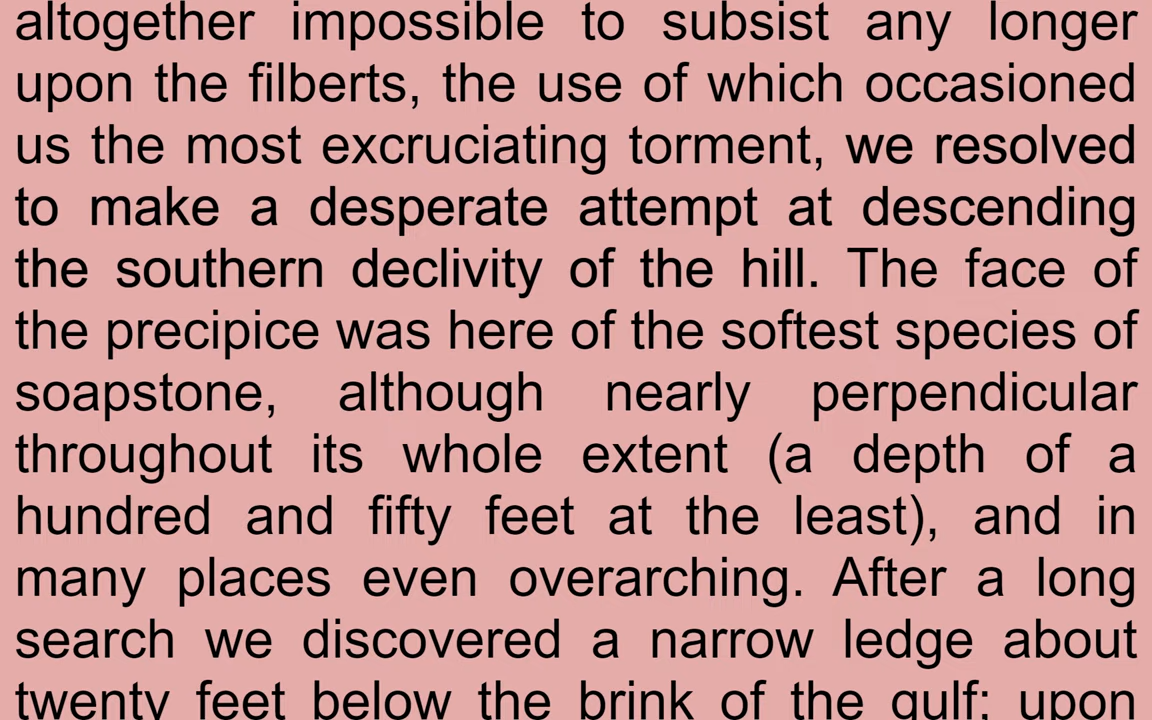 altogether impossible to subsist any longer
upon the filberts, the use of which occasioned
us the most excruciating torment, we resolved
to make a desperate attempt at descending
the southern declivity of the hill. The face of
the precipice was here of the softest species of
soapstone, although nearly perpendicular
throughout its whole extent (a depth of a
hundred and fifty feet at the least), and in
many places even overarching. After a long
search we discovered a narrow ledge about
twenty feet below the brink of the gulf; upon